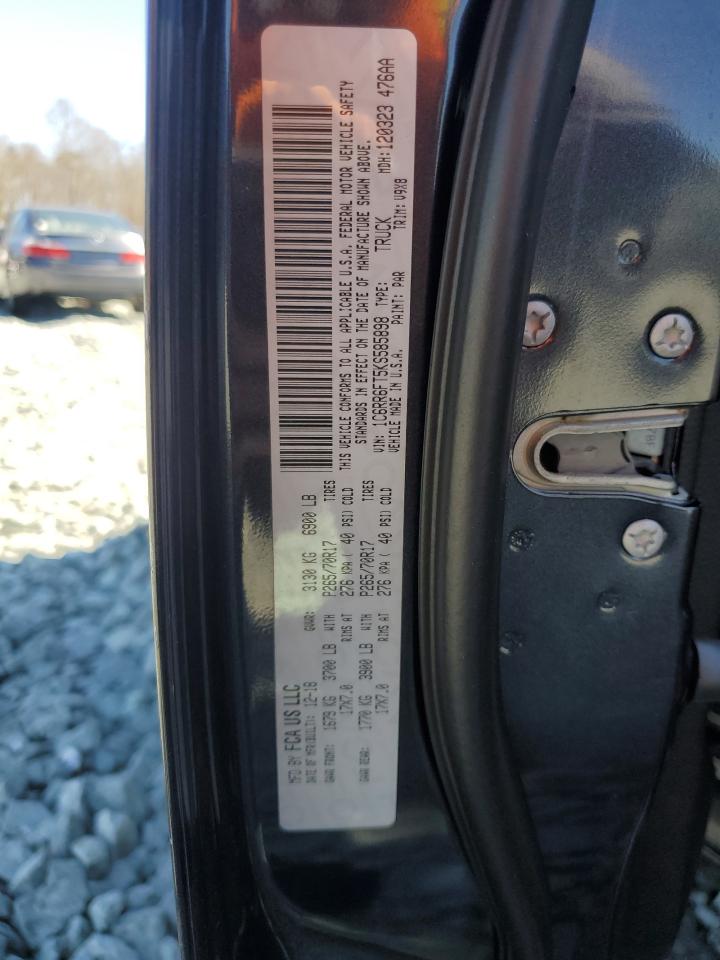 MFD BY FCA US LLC
DATE OF MFR(BUILT): 12-18 GVWR: 3130 KG 6900 LB
GAWR FRONT: 1679 KG 3700 LB WITH P265/70R17 TIRES
17X7.0 RIMS AT 276 KPA ( 40 PSI) COLD
GAWR REAR: 1770 KG 3900 LB WITH P265/70R17 TIRES
17X7.0 RIMS AT 276 KPA ( 40 PSI) COLD
THIS VEHICLE CONFORMS TO ALL APPLICABLE U.S.A. FEDERAL MOTOR VEHICLE SAFETY
STANDARDS IN EFFECT ON THE DATE OF MANUFACTURE SHOWN ABOVE.
VIN: 1C6RR6FT5KS585898 TYPE: TRUCK MDH:120323 476AA
VEHICLE MADE IN U.S.A. PAINT: PAR TRIM: V9X8